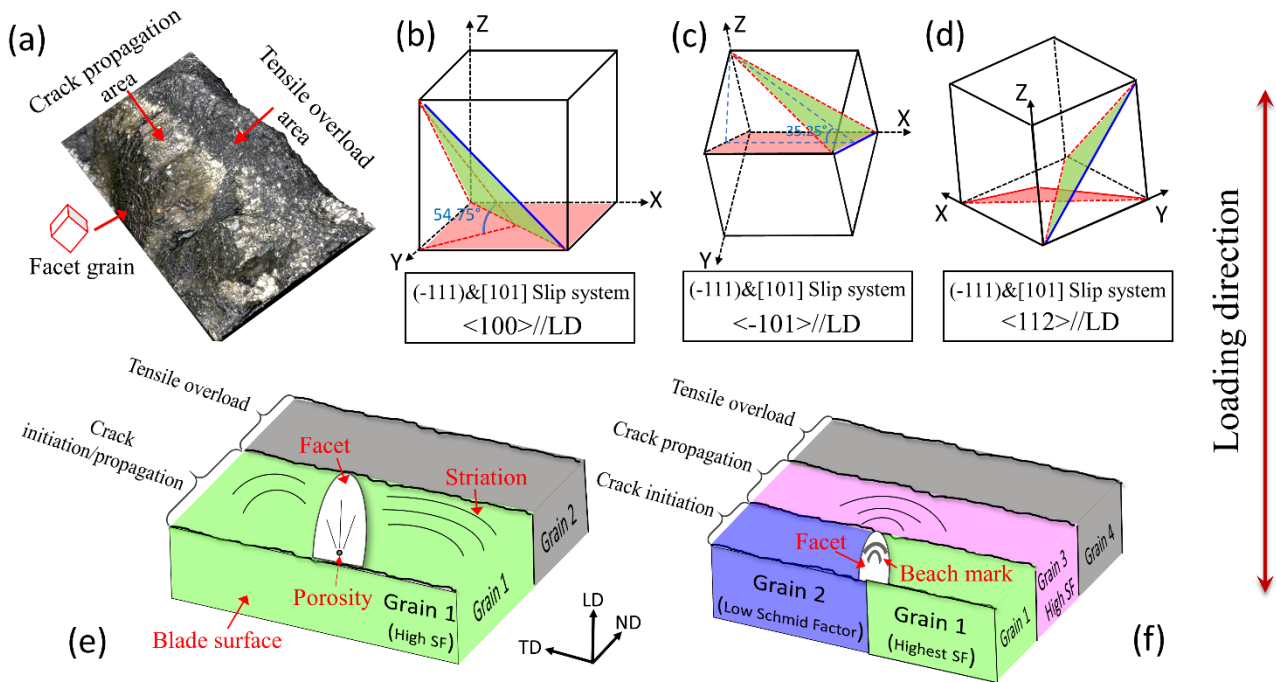 (a)
Crack propagation
area
Tensile overload
area
Facet grain
(b)
Z
X
Y
54.75°
(-111)&[101] Slip system
<100>//LD
(c)
Z
X
Y
35.25°
(-111)&[101] Slip system
<-101>//LD
(d)
Z
X
Y
(-111)&[101] Slip system
<112>//LD
Loading direction
Tensile overload
Crack
initiation/propagation
Facet
Striation
Porosity
Blade surface
Grain 1
(High SF)
Grain 1
Grain 2
(e)
LD
ND
TD
Tensile overload
Crack propagation
Crack initiation
Facet
Beach mark
Grain 2
(Low Schmid Factor)
Grain 1
(Highest SF)
Grain 1
Grain 3
High SF
Grain 4
(f)